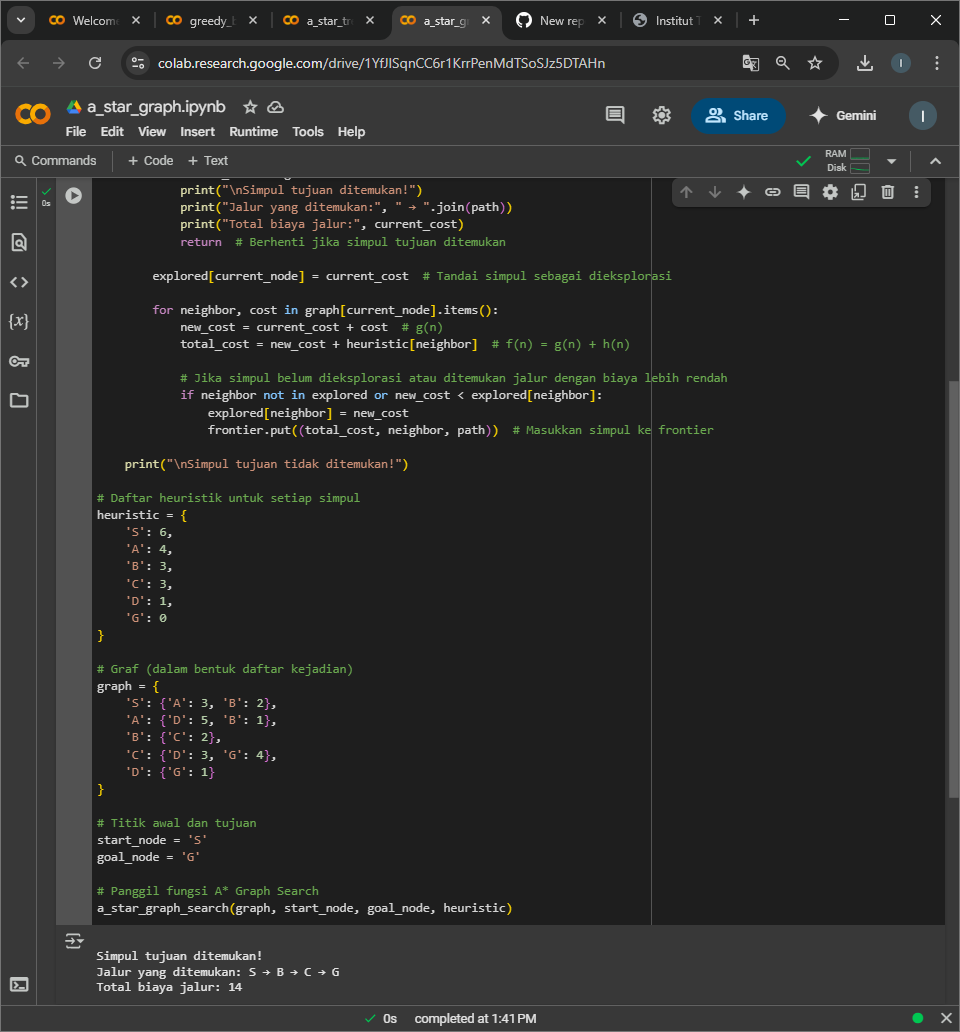 Welcome
greedy_
a_star_tr
a_star_g
New rep
Institut
colab.research.google.com/drive/1YfJlSqnCC6r1KrrPenMdTSoSJz5DTAHn
I
a_star_graph.ipynb
File Edit View Insert Runtime Tools Help
Share
Gemini
I
Commands + Code + Text
RAM
Disk
0s
print("\nSimpul tujuan ditemukan!")
print("Jalur yang ditemukan:", " → ".join(path))
print("Total biaya jalur:", current_cost)
return # Berhenti jika simpul tujuan ditemukan
explored[current_node] = current_cost # Tandai simpul sebagai dieksplorasi
for neighbor, cost in graph[current_node].items():
new_cost = current_cost + cost # g(n)
total_cost = new_cost + heuristic[neighbor] # f(n) = g(n) + h(n)
# Jika simpul belum dieksplorasi atau ditemukan jalur dengan biaya lebih rendah
if neighbor not in explored or new_cost < explored[neighbor]:
explored[neighbor] = new_cost
frontier.put((total_cost, neighbor, path)) # Masukkan simpul ke frontier
print("\nSimpul tujuan tidak ditemukan!")
# Daftar heuristik untuk setiap simpul
heuristic = {
'S': 6,
'A': 4,
'B': 3,
'C': 3,
'D': 1,
'G': 0
}
# Graf (dalam bentuk daftar kejadian)
graph = {
'S': {'A': 3, 'B': 2},
'A': {'D': 5, 'B': 1},
'B': {'C': 2},
'C': {'D': 3, 'G': 4},
'D': {'G': 1}
}
# Titik awal dan tujuan
start_node = 'S'
goal_node = 'G'
# Panggil fungsi A* Graph Search
a_star_graph_search(graph, start_node, goal_node, heuristic)
Simpul tujuan ditemukan!
Jalur yang ditemukan: S → B → C → G
Total biaya jalur: 14
0s completed at 1:41 PM